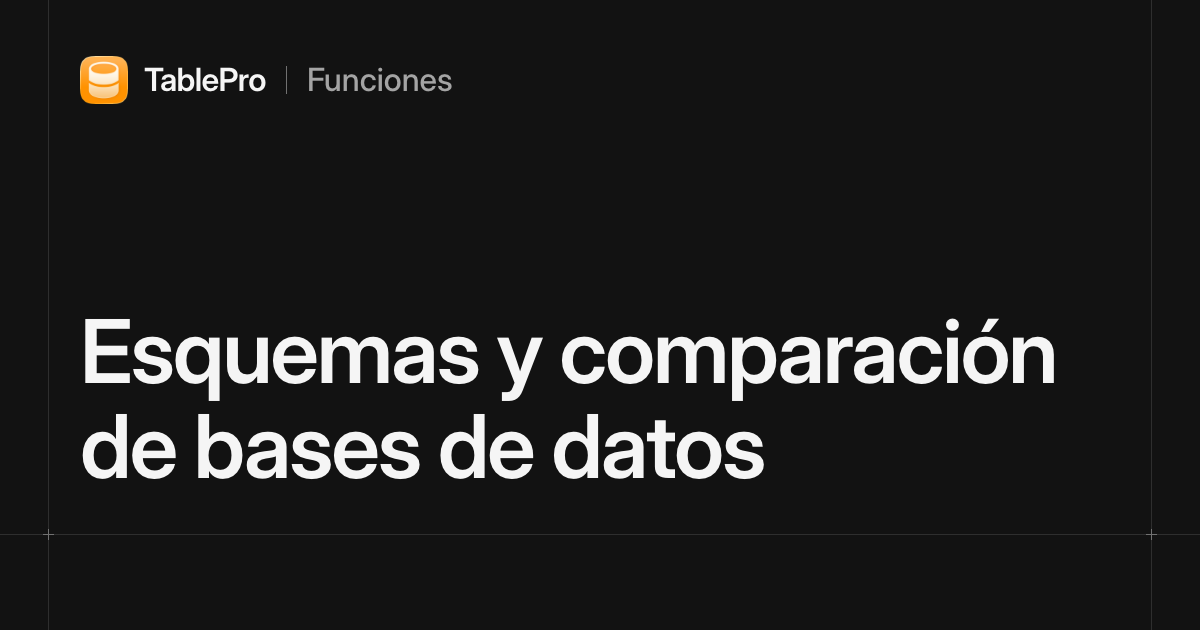 TablePro | Funciones
Esquemas y comparación
de bases de datos